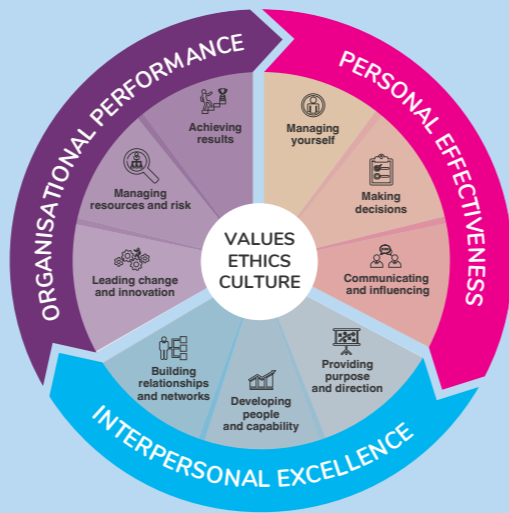 ORGANISATIONAL PERFORMANCE
PERSONAL EFFECTIVENESS
INTERPERSONAL EXCELLENCE
Achieving
results
Managing
yourself
Managing
resources and risk
Making
decisions
VALUES
ETHICS
CULTURE
Leading change
and innovation
Communicating
and influencing
Building
relationships
and networks
Developing
people
and capability
Providing
purpose
and direction